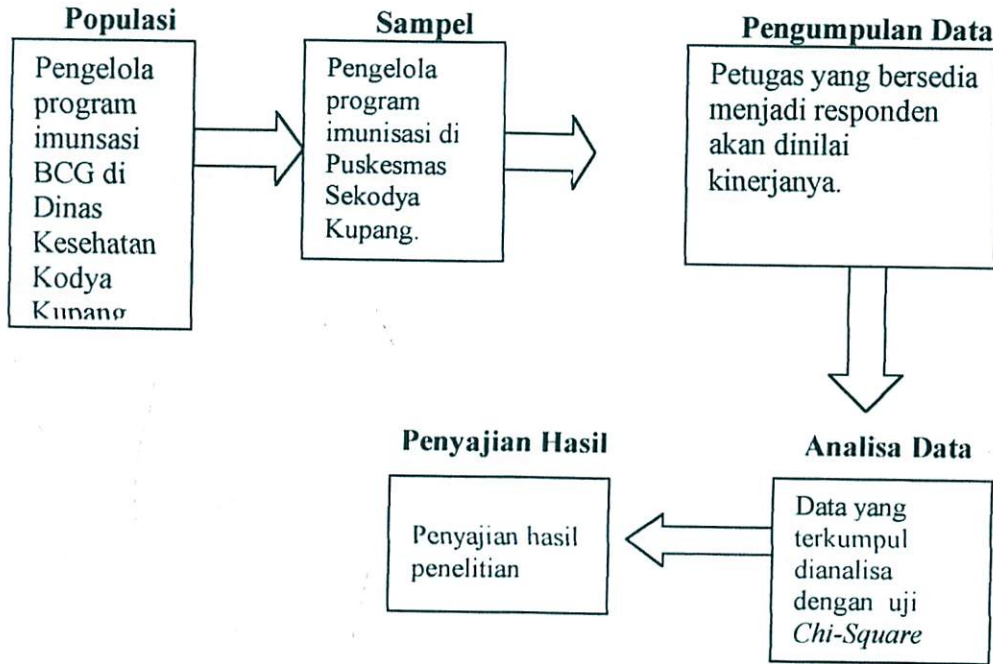 Populasi
Pengelola
program
imunsasi
BCG di
Dinas
Kesehatan
Kodya
Kupang
Sampel
Pengelola
program
imunisasi di
Puskesmas
Sekodya
Kupang.
Pengumpulan Data
Petugas yang bersedia
menjadi responden
akan dinilai
kinerjanya.
Analisa Data
Data yang
terkumpul
dianalisa
dengan uji
Chi-Square
Penyajian Hasil
Penyajian hasil
penelitian